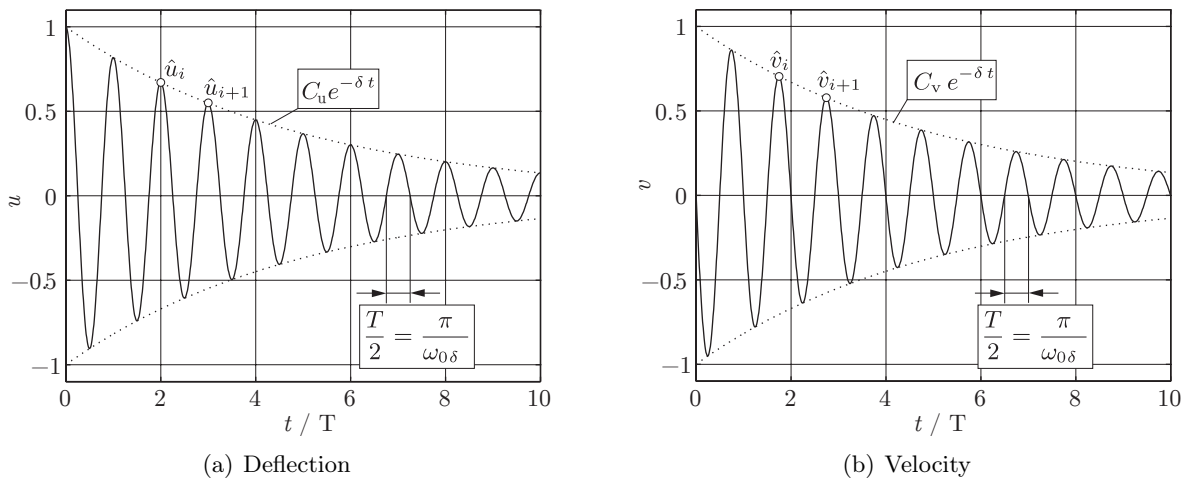 1
0.5
0
−0.5
−1
u
û_i
û_{i+1}
C_u e^{−δ t}
T/2 = π/ω_{0δ}
0 2 4 6 8 10
t / T
(a) Deflection
1
0.5
0
−0.5
−1
v
v̂_i
v̂_{i+1}
C_v e^{−δ t}
T/2 = π/ω_{0δ}
0 2 4 6 8 10
t / T
(b) Velocity